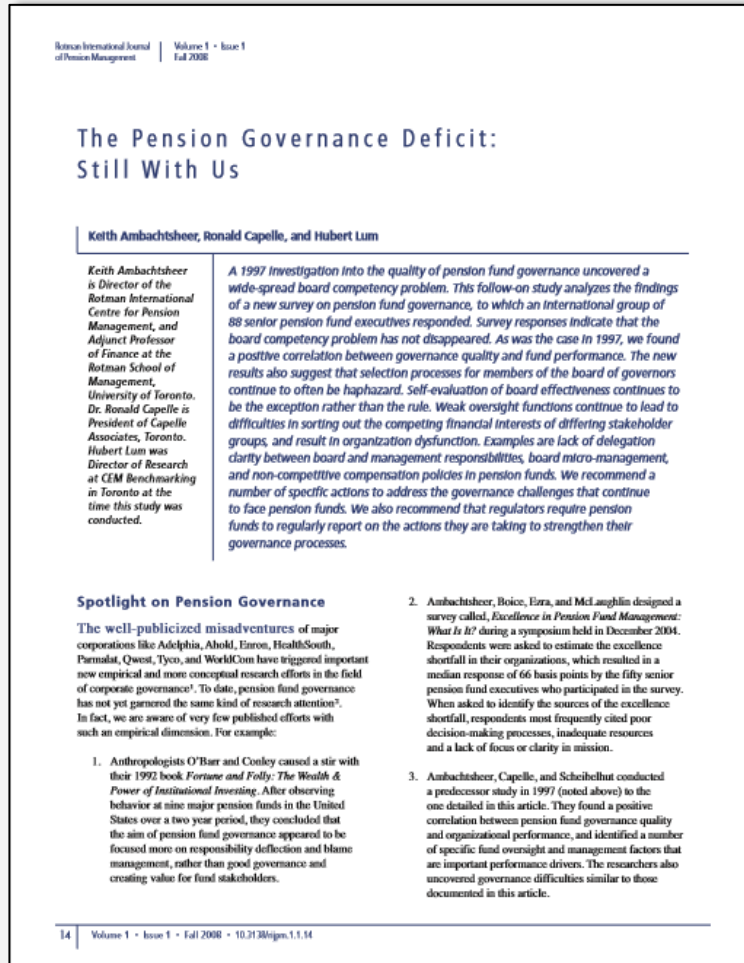 Rotman International Journal
of Pension Management
Volume 1 • Issue 1
Fall 2008
The Pension Governance Deficit:
Still With Us
Keith Ambachtsheer, Ronald Capelle, and Hubert Lum
Keith Ambachtsheer
is Director of the
Rotman International
Centre for Pension
Management, and
Adjunct Professor
of Finance at the
Rotman School of
Management,
University of Toronto.
Dr. Ronald Capelle is
President of Capelle
Associates, Toronto.
Hubert Lum was
Director of Research
at CEM Benchmarking
in Toronto at the
time this study was
conducted.
A 1997 investigation into the quality of pension fund governance uncovered a
wide-spread board competency problem. This follow-on study analyzes the findings
of a new survey on pension fund governance, to which an international group of
88 senior pension fund executives responded. Survey responses indicate that the
board competency problem has not disappeared. As was the case in 1997, we found
a positive correlation between governance quality and fund performance. The new
results also suggest that selection processes for members of the board of governors
continue to often be haphazard. Self-evaluation of board effectiveness continues to
be the exception rather than the rule. Weak oversight functions continue to lead to
difficulties in sorting out the competing financial interests of differing stakeholder
groups, and result in organization dysfunction. Examples are lack of delegation
clarity between board and management responsibilities, board micro-management,
and non-competitive compensation policies in pension funds. We recommend a
number of specific actions to address the governance challenges that continue
to face pension funds. We also recommend that regulators require pension
funds to regularly report on the actions they are taking to strengthen their
governance processes.
Spotlight on Pension Governance
The well-publicized misadventures of major
corporations like Adelphia, Ahold, Enron, HealthSouth,
Parmalat, Qwest, Tyco, and WorldCom have triggered important
new empirical and more conceptual research efforts in the field
of corporate governance¹. To date, pension fund governance
has not yet garnered the same kind of research attention².
In fact, we are aware of very few published efforts with
such an empirical dimension. For example:
1. Anthropologists O'Barr and Conley caused a stir with
their 1992 book Fortune and Folly: The Wealth &
Power of Institutional Investing. After observing
behavior at nine major pension funds in the United
States over a two year period, they concluded that
the aim of pension fund governance appeared to be
focused more on responsibility deflection and blame
management, rather than good governance and
creating value for fund stakeholders.
2. Ambachtsheer, Boice, Ezra, and McLaughlin designed a
survey called, Excellence in Pension Fund Management:
What Is It? during a symposium held in December 2004.
Respondents were asked to estimate the excellence
shortfall in their organizations, which resulted in a
median response of 66 basis points by the fifty senior
pension fund executives who participated in the survey.
When asked to identify the sources of the excellence
shortfall, respondents most frequently cited poor
decision-making processes, inadequate resources
and a lack of focus or clarity in mission.
3. Ambachtsheer, Capelle, and Scheibelhut conducted
a predecessor study in 1997 (noted above) to the
one detailed in this article. They found a positive
correlation between pension fund governance quality
and organizational performance, and identified a number
of specific fund oversight and management factors that
are important performance drivers. The researchers also
uncovered governance difficulties similar to those
documented in this article.
14 Volume 1 • Issue 1 • Fall 2008 • 10.3138/rijpm.1.1.14